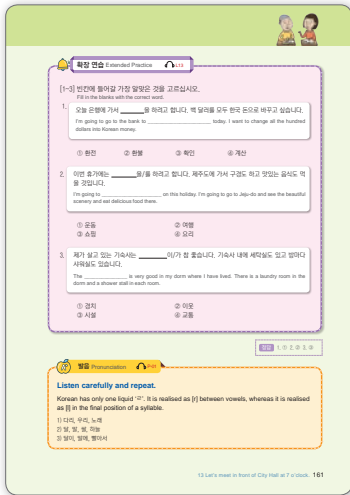 확장 연습 Extended Practice
[1~3] 빈칸에 들어갈 가장 알맞은 것을 고르십시오.
Fill in the blanks with the correct word.
1. 오늘 은행에 가서 ________을 하려고 합니다. 백 달러를 모두 한국 돈으로 바꾸고 싶습니다.
I'm going to go to the bank to ________ today. I want to change all the hundred
dollars into Korean money.
① 환전 ② 환불 ③ 확인 ④ 계산
2. 이번 휴가에는 ________을/를 하려고 합니다. 제주도에 가서 구경도 하고 맛있는 음식도 먹
을 것입니다.
I'm going to ________ on this holiday. I'm going to go to Jeju-do and see the beautiful
scenery and eat delicious food there.
① 운동 ② 여행
③ 쇼핑 ④ 요리
3. 제가 살고 있는 기숙사는 ________이/가 참 좋습니다. 기숙사 내에 세탁실도 있고 방마다
샤워실도 있습니다.
The ________ is very good in my dorm where I have lived. There is a laundry room in the
dorm and a shower stall in each room.
① 경치 ② 이웃
③ 시설 ④ 교통
정답 1. ① 2. ② 3. ③
발음 Pronunciation
Listen carefully and repeat.
Korean has only one liquid 'ㄹ'. It is realised as [r] between vowels, whereas it is realised
as [l] in the final position of a syllable.
1) 다리, 우리, 노래
2) 달, 발, 팔, 하늘
3) 달이, 말에, 빨아서
13 Let's meet in front of City Hall at 7 o'clock. 161